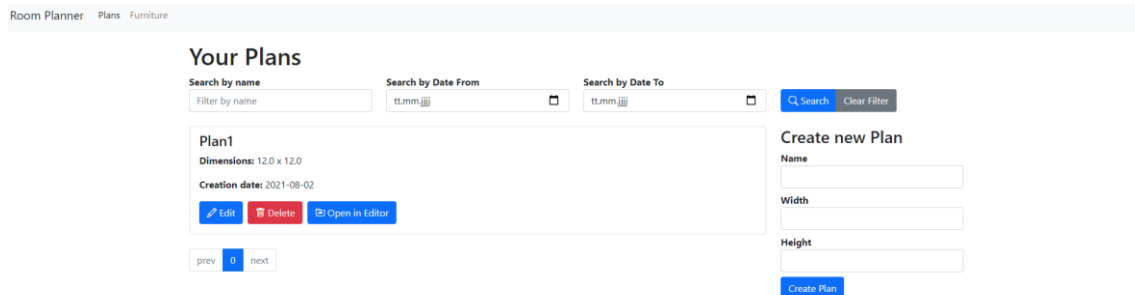 Room Planner Plans Furniture
Your Plans
Search by name Search by Date From Search by Date To
Filter by name tt.mm.jjjj tt.mm.jjjj Search Clear Filter
Plan1
Dimensions: 12.0 x 12.0
Creation date: 2021-08-02
Edit Delete Open in Editor
prev 0 next
Create new Plan
Name
Width
Height
Create Plan